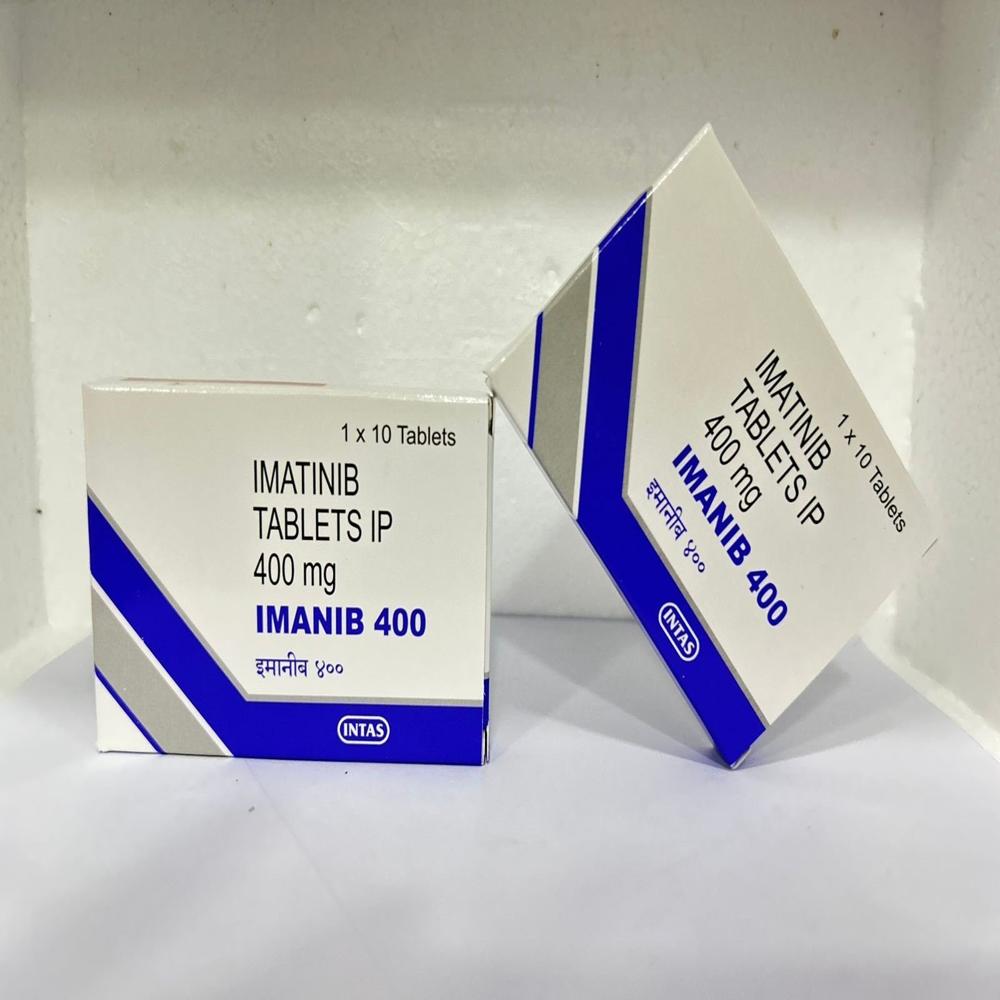 1 x 10 Tablets
IMATINIB
TABLETS IP
400 mg
IMANIB 400
इमानीब ४००
INTAS
1 x 10 Tablets
IMATINIB
TABLETS IP
400 mg
IMANIB 400
इमानीब ४००
INTAS